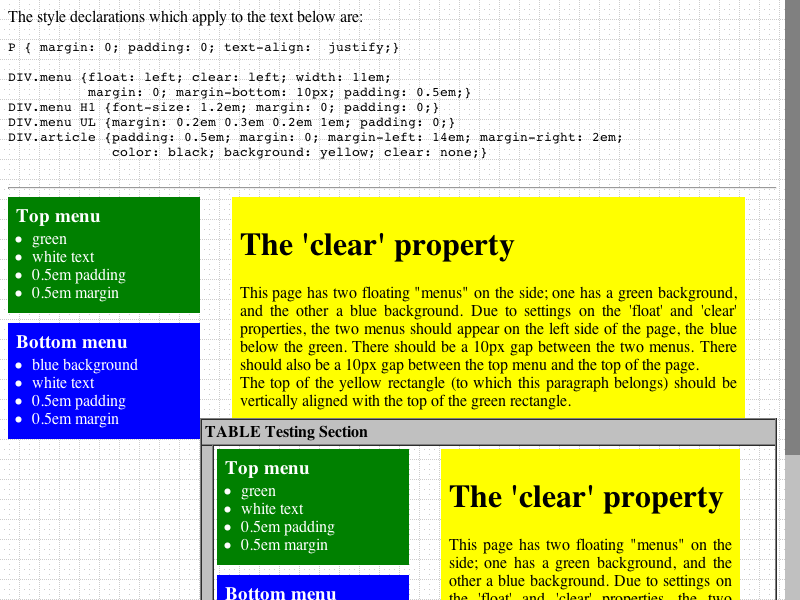 The style declarations which apply to the text below are:
P { margin: 0; padding: 0; text-align:  justify;}
DIV.menu {float: left; clear: left; width: 11em;
          margin: 0; margin-bottom: 10px; padding: 0.5em;}
DIV.menu H1 {font-size: 1.2em; margin: 0; padding: 0;}
DIV.menu UL {margin: 0.2em 0.3em 0.2em 1em; padding: 0;}
DIV.article {padding: 0.5em; margin: 0; margin-left: 14em; margin-right: 2em;
             color: black; background: yellow; clear: none;}
Top menu
• green
• white text
• 0.5em padding
• 0.5em margin
Bottom menu
• blue background
• white text
• 0.5em padding
• 0.5em margin
The 'clear' property
This page has two floating "menus" on the side; one has a green background,
and the other a blue background. Due to settings on the 'float' and 'clear'
properties, the two menus should appear on the left side of the page, the blue
below the green. There should be a 10px gap between the two menus. There
should also be a 10px gap between the top menu and the top of the page.
The top of the yellow rectangle (to which this paragraph belongs) should be
vertically aligned with the top of the green rectangle.
TABLE Testing Section
Top menu
• green
• white text
• 0.5em padding
• 0.5em margin
Bottom menu
The 'clear' property
This page has two floating "menus" on the
side; one has a green background, and the
other a blue background. Due to settings on
the 'float' and 'clear' properties, the two